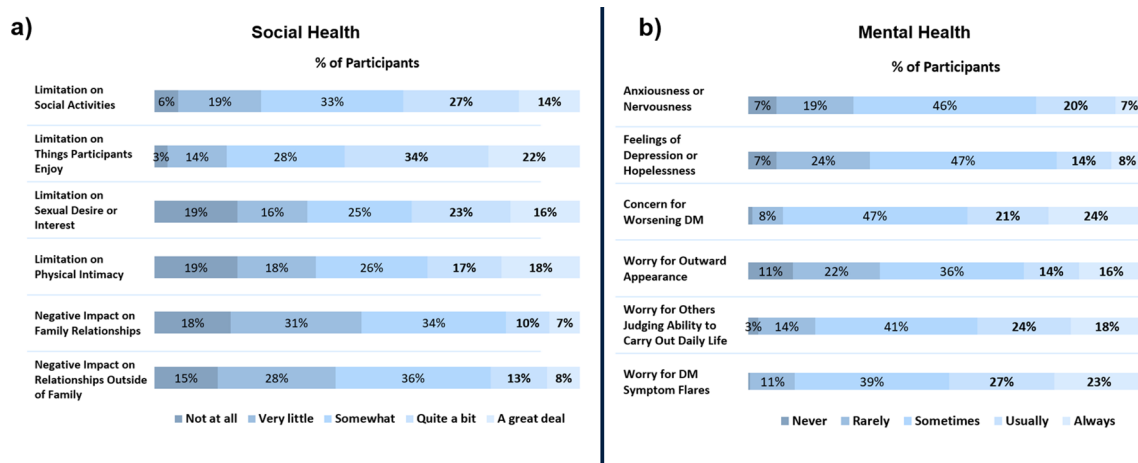 a)
Social Health
% of Participants
Limitation on
Social Activities
6% 19% 33% 27% 14%
Limitation on
Things Participants
Enjoy
3% 14% 28% 34% 22%
Limitation on
Sexual Desire or
Interest
19% 16% 25% 23% 16%
Limitation on
Physical Intimacy
19% 18% 26% 17% 18%
Negative Impact on
Family Relationships
18% 31% 34% 10% 7%
Negative Impact on
Relationships Outside
of Family
15% 28% 36% 13% 8%
Not at all Very little Somewhat Quite a bit A great deal
b)
Mental Health
% of Participants
Anxiousness or
Nervousness
7% 19% 46% 20% 7%
Feelings of
Depression or
Hopelessness
7% 24% 47% 14% 8%
Concern for
Worsening DM
8% 47% 21% 24%
Worry for Outward
Appearance
11% 22% 36% 14% 16%
Worry for Others
Judging Ability to
Carry Out Daily Life
3% 14% 41% 24% 18%
Worry for DM
Symptom Flares
11% 39% 27% 23%
Never Rarely Sometimes Usually Always